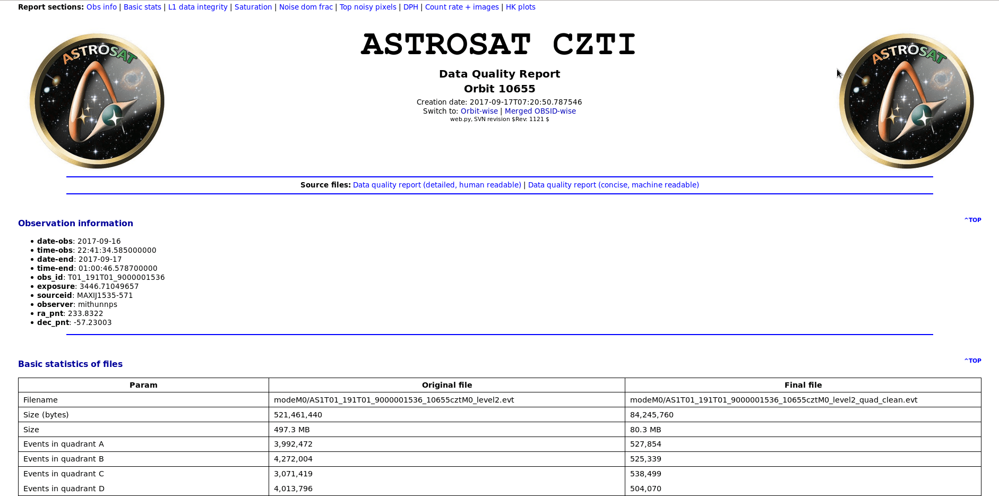 Report sections: Obs info | Basic stats | L1 data integrity | Saturation | Noise dom frac | Top noisy pixels | DPH | Count rate + images | HK plots
ASTROSAT
ASTROSAT CZTI
ASTROSAT
Data Quality Report
Orbit 10655
Creation date: 2017-09-17T07:20:50.787546
Switch to: Orbit-wise | Merged OBSID-wise
web.py, SVN revision $Rev: 1121 $
Source files: Data quality report (detailed, human readable) | Data quality report (concise, machine readable)
Observation information
^TOP
• date-obs: 2017-09-16
• time-obs: 22:41:34.585000000
• date-end: 2017-09-17
• time-end: 01:00:46.578700000
• obs_id: T01_191T01_9000001536
• exposure: 3446.71049657
• sourceid: MAXIJ1535-571
• observer: mithunnps
• ra_pnt: 233.8322
• dec_pnt: -57.23003
Basic statistics of files
^TOP
Param Original file Final file
Filename modeM0/AS1T01_191T01_9000001536_10655cztM0_level2.evt modeM0/AS1T01_191T01_9000001536_10655cztM0_level2_quad_clean.evt
Size (bytes) 521,461,440 84,245,760
Size 497.3 MB 80.3 MB
Events in quadrant A 3,992,472 527,854
Events in quadrant B 4,272,004 525,339
Events in quadrant C 3,071,419 538,499
Events in quadrant D 4,013,796 504,070